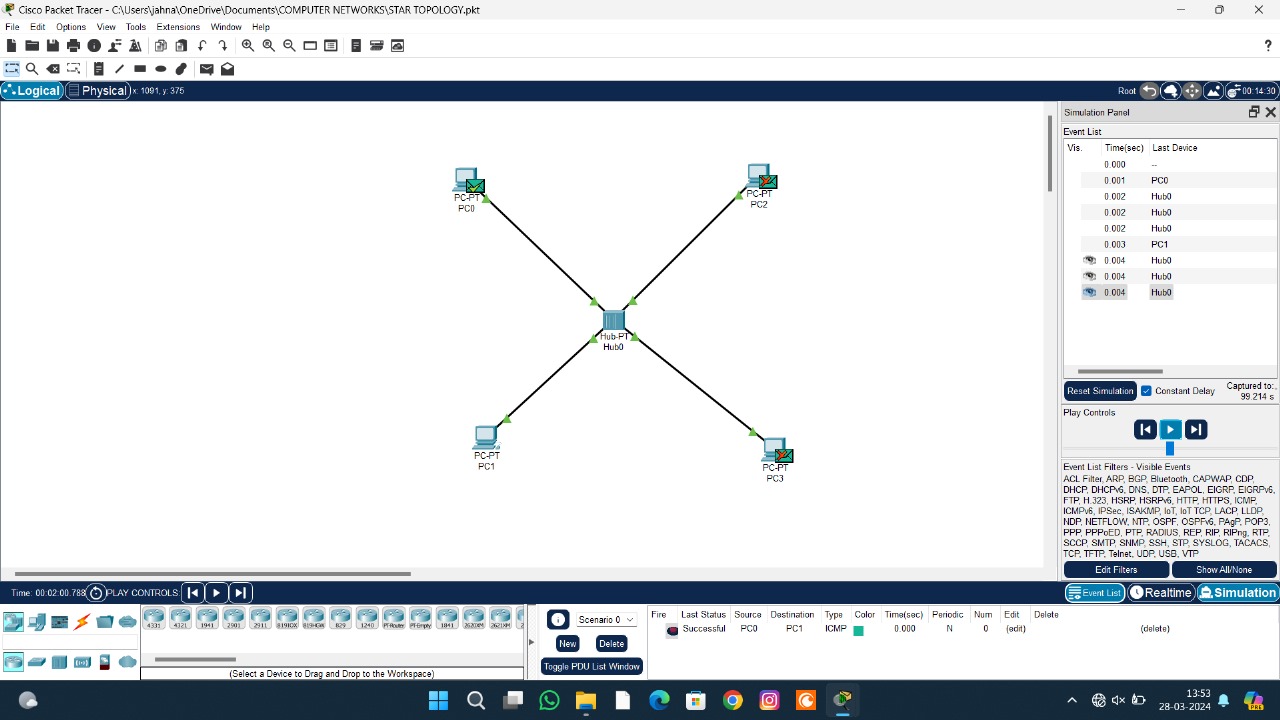 Cisco Packet Tracer - C:\Users\jahna\OneDrive\Documents\COMPUTER NETWORKS\STAR TOPOLOGY.pkt
File Edit Options View Tools Extensions Window Help
Logical Physical x: 1091, y: 375
Root 00:14:30
PC-PT
PC0
PC-PT
PC2
Hub-PT
Hub0
PC-PT
PC1
PC-PT
PC3
Simulation Panel
Event List
Vis. Time(sec) Last Device
0.000 --
0.001 PC0
0.002 Hub0
0.002 Hub0
0.002 Hub0
0.003 PC1
0.004 Hub0
0.004 Hub0
0.004 Hub0
Reset Simulation Constant Delay Captured to:
99.214 s
Play Controls
Event List Filters - Visible Events
ACL Filter, ARP, BGP, Bluetooth, CAPWAP, CDP,
DHCP, DHCPv6, DNS, DTP, EAPOL, EIGRP, EIGRPv6,
FTP, H.323, HSRP, HSRPv6, HTTP, HTTPS, ICMP,
ICMPv6, IPSec, ISAKMP, IoT, IoT TCP, LACP, LLDP,
NDP, NETFLOW, NTP, OSPF, OSPFv6, PAgP, POP3,
PPP, PPPoED, PTP, RADIUS, REP, RIP, RIPng, RTP,
SCCP, SMTP, SNMP, SSH, STP, SYSLOG, TACACS,
TCP, TFTP, Telnet, UDP, USB, VTP
Edit Filters Show All/None
Time: 00:02:00.788 PLAY CONTROLS:
Event List Realtime Simulation
4331 4321 1941 2901 2911 819IOX 819HGW 829 1240 PT-Router PT-Empty 1841 2620XM 2621XM
(Select a Device to Drag and Drop to the Workspace)
Scenario 0
New Delete
Toggle PDU List Window
Fire Last Status Source Destination Type Color Time(sec) Periodic Num Edit Delete
Successful PC0 PC1 ICMP 0.000 N 0 (edit) (delete)
13:53
28-03-2024